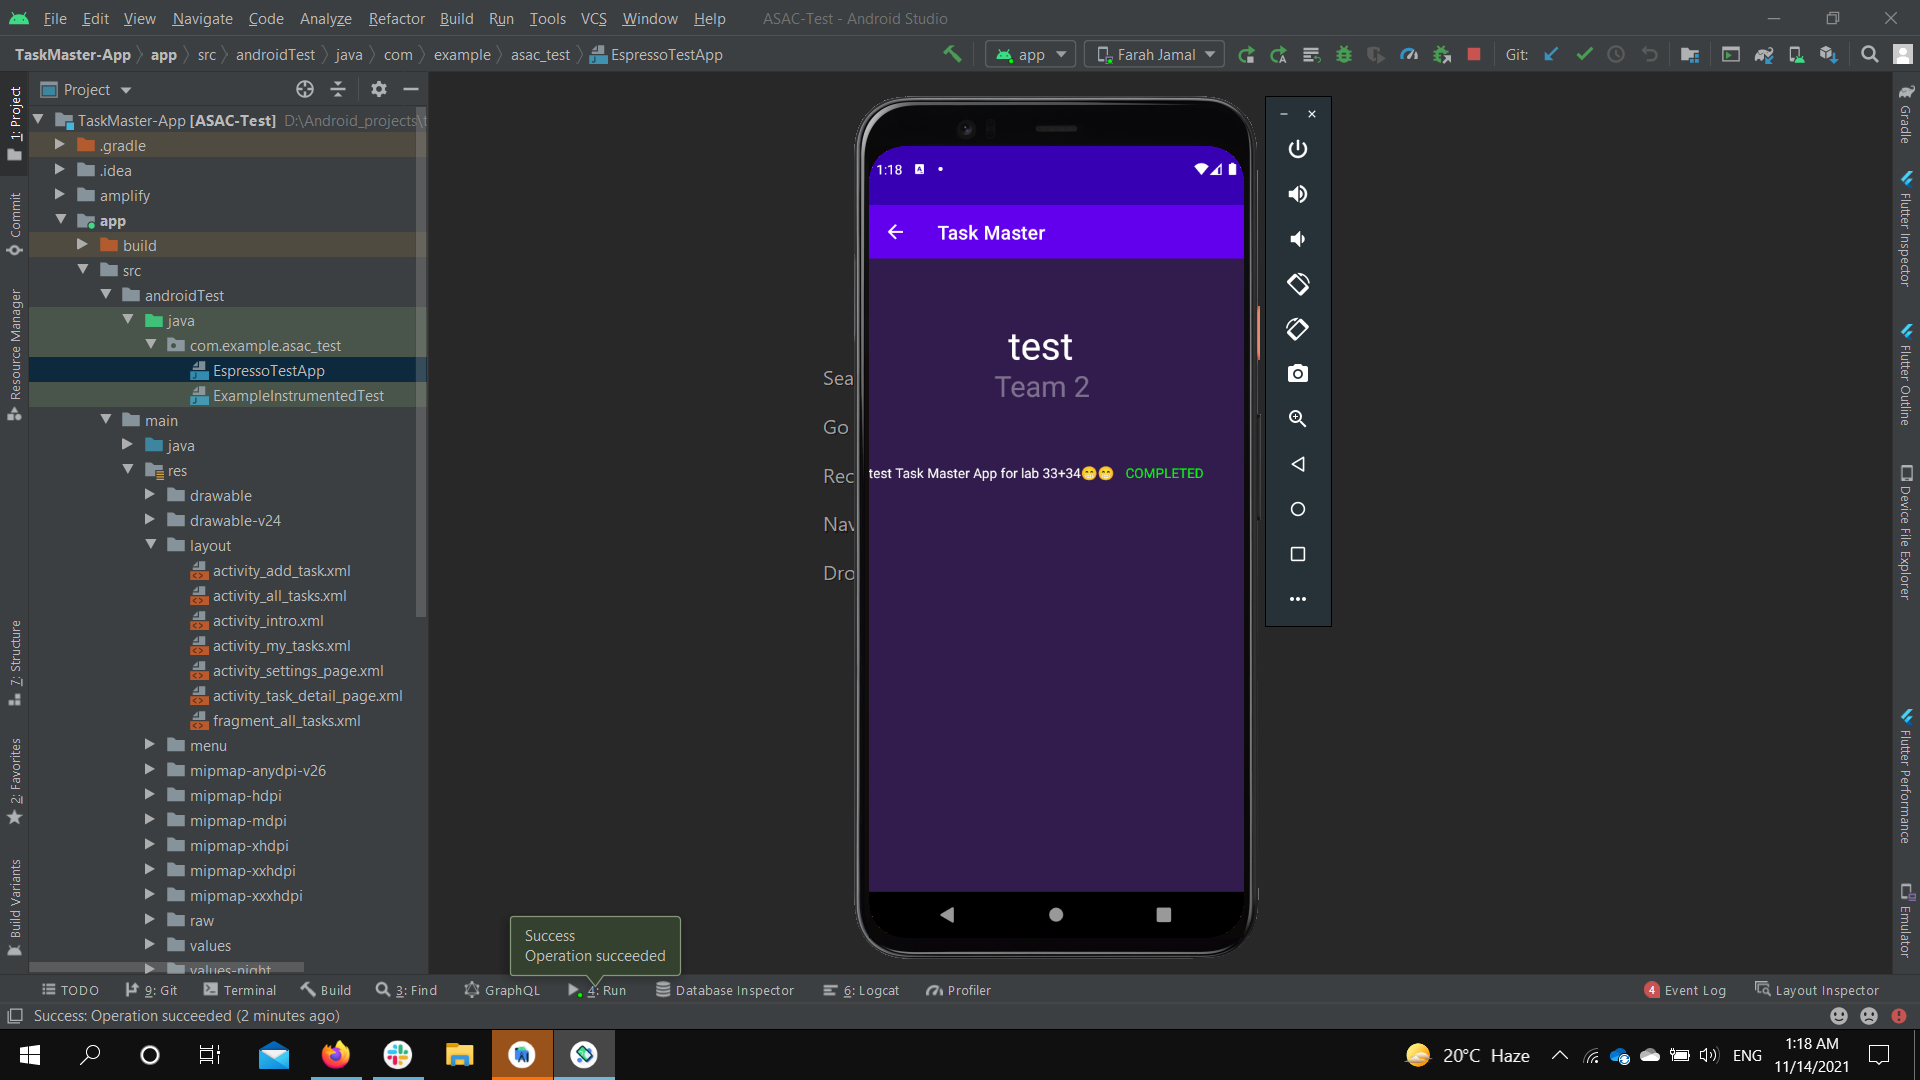 File Edit View Navigate Code Analyze Refactor Build Run Tools VCS Window Help ASAC-Test - Android Studio
TaskMaster-App app src androidTest java com example asac_test EspressoTestApp app Farah Jamal Git:
Project
TaskMaster-App [ASAC-Test] D:\Android_projects\t
.gradle
.idea
amplify
app
build
src
androidTest
java
com.example.asac_test
EspressoTestApp
ExampleInstrumentedTest
main
java
res
drawable
drawable-v24
layout
activity_add_task.xml
activity_all_tasks.xml
activity_intro.xml
activity_my_tasks.xml
activity_settings_page.xml
activity_task_detail_page.xml
fragment_all_tasks.xml
menu
mipmap-anydpi-v26
mipmap-hdpi
mipmap-mdpi
mipmap-xhdpi
mipmap-xxhdpi
mipmap-xxxhdpi
raw
values
values-night
1: Project
Commit
Resource Manager
7: Structure
2: Favorites
Build Variants
Sea
Go
Rec
Nav
Dro
1:18
Task Master
test
Team 2
test Task Master App for lab 33+34😁😁 COMPLETED
Gradle
Flutter Inspector
Flutter Outline
Device File Explorer
Flutter Performance
Emulator
Success
Operation succeeded
TODO 9: Git Terminal Build 3: Find GraphQL 4: Run Database Inspector 6: Logcat Profiler 4 Event Log Layout Inspector
Success: Operation succeeded (2 minutes ago)
20°C Haze ENG 1:18 AM
11/14/2021